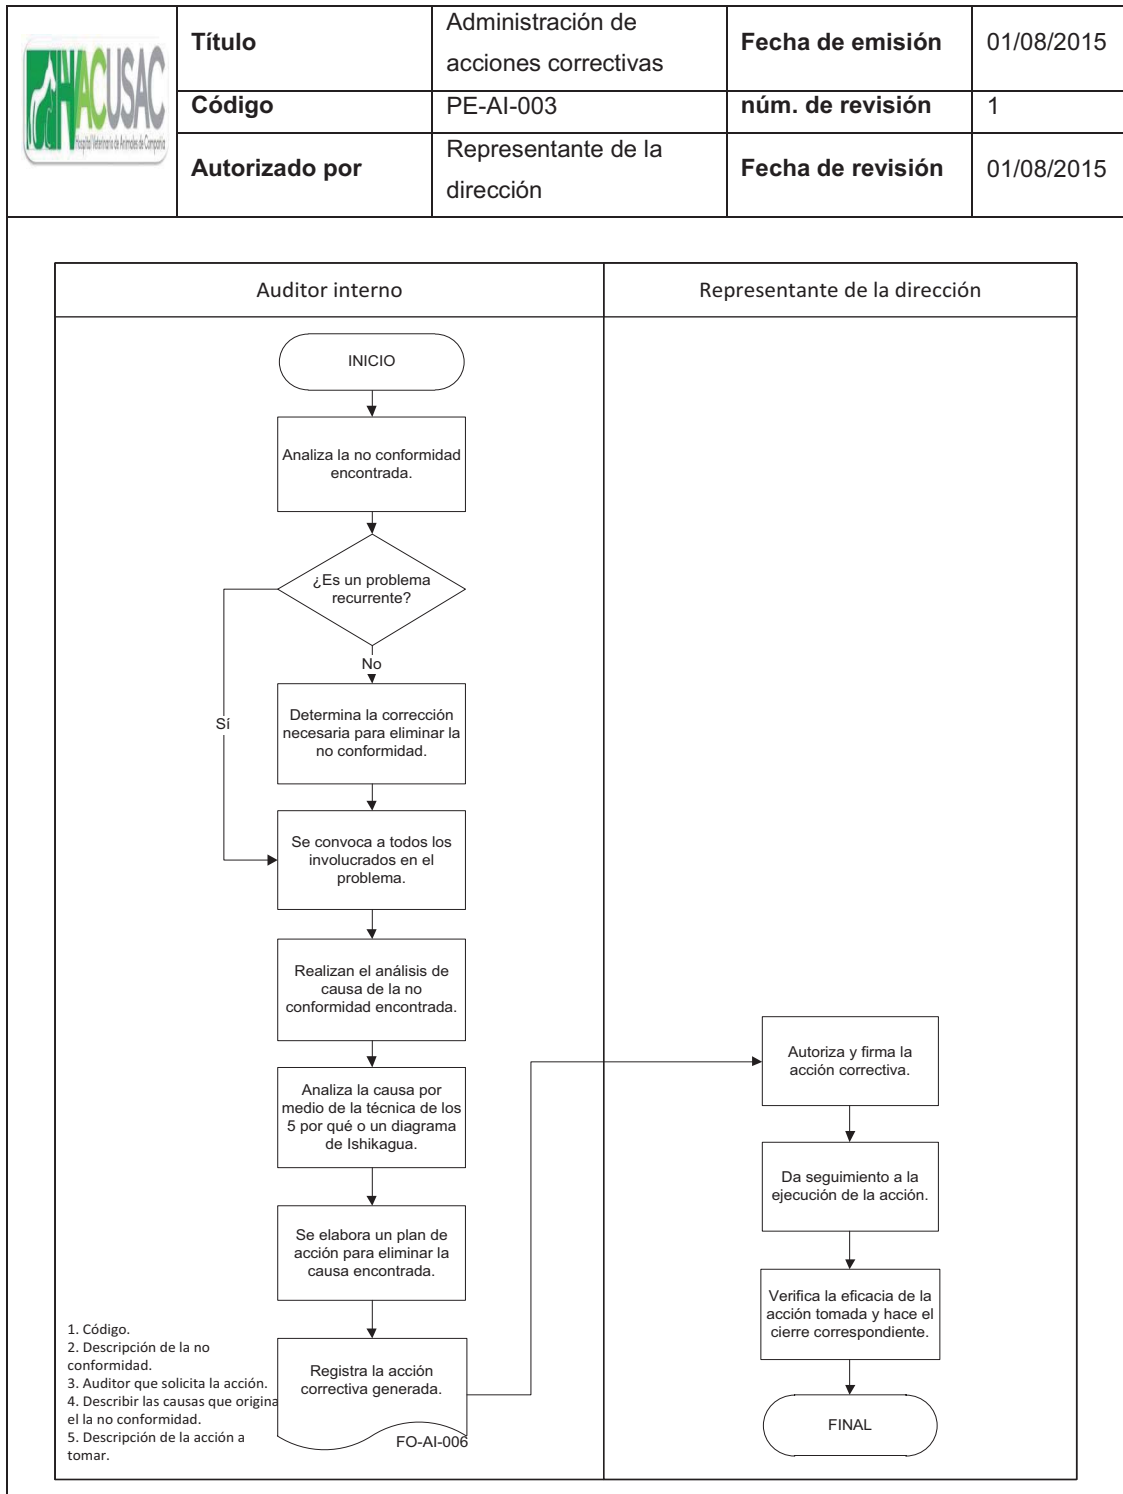 HVACUSAC
Hospital Veterinario de Animales de Compañía
Título
Administración de
acciones correctivas
Fecha de emisión
01/08/2015
Código
PE-AI-003
núm. de revisión
1
Autorizado por
Representante de la
dirección
Fecha de revisión
01/08/2015
Auditor interno
Representante de la dirección
INICIO
Analiza la no conformidad
encontrada.
¿Es un problema
recurrente?
No
Sí
Determina la corrección
necesaria para eliminar la
no conformidad.
Se convoca a todos los
involucrados en el
problema.
Realizan el análisis de
causa de la no
conformidad encontrada.
Analiza la causa por
medio de la técnica de los
5 por qué o un diagrama
de Ishikagua.
Se elabora un plan de
acción para eliminar la
causa encontrada.
1. Código.
2. Descripción de la no
conformidad.
3. Auditor que solicita la acción.
4. Describir las causas que origina
el la no conformidad.
5. Descripción de la acción a
tomar.
Registra la acción
correctiva generada.
FO-AI-006
Autoriza y firma la
acción correctiva.
Da seguimiento a la
ejecución de la acción.
Verifica la eficacia de la
acción tomada y hace el
cierre correspondiente.
FINAL